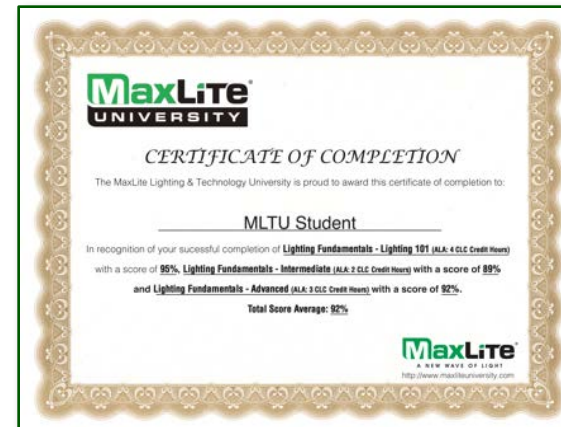 MaxLiTe®
UNIVERSITY
CERTIFICATE OF COMPLETION
The MaxLite Lighting & Technology University is proud to award this certificate of completion to:
MLTU Student
In recognition of your sucessful completion of Lighting Fundamentals - Lighting 101 (ALA: 4 CLC Credit Hours)
with a score of 95%, Lighting Fundamentals - Intermediate (ALA: 2 CLC Credit Hours) with a score of 89%
and Lighting Fundamentals - Advanced (ALA: 3 CLC Credit Hours) with a score of 92%.
Total Score Average: 92%
MaxLiTe®
A NEW WAVE OF LIGHT
http://www.maxliteuniversity.com